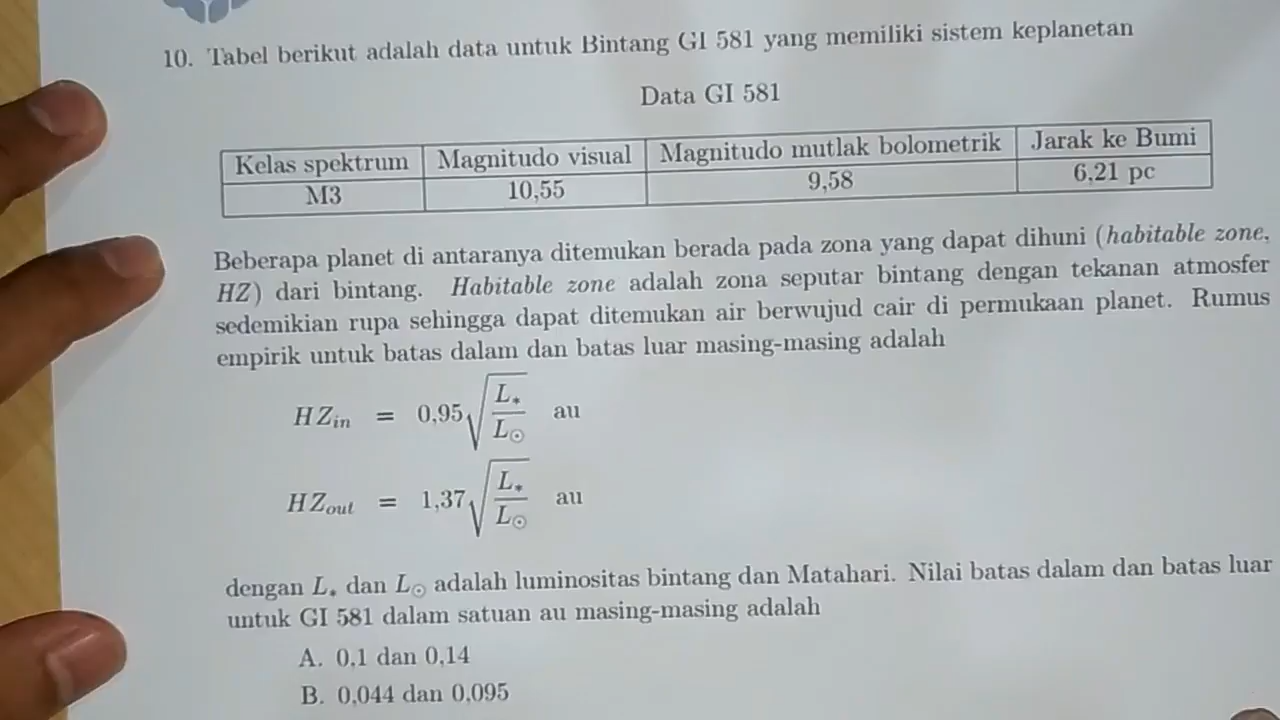 10. Tabel berikut adalah data untuk Bintang GI 581 yang memiliki sistem keplanetan
Data GI 581
Kelas spektrum Magnitudo visual Magnitudo mutlak bolometrik Jarak ke Bumi
M3 10,55 9,58 6,21 pc
Beberapa planet di antaranya ditemukan berada pada zona yang dapat dihuni (habitable zone,
HZ) dari bintang. Habitable zone adalah zona seputar bintang dengan tekanan atmosfer
sedemikian rupa sehingga dapat ditemukan air berwujud cair di permukaan planet. Rumus
empirik untuk batas dalam dan batas luar masing-masing adalah
HZ_in = 0,95 √(L_*/L_⊙) au
HZ_out = 1,37 √(L_*/L_⊙) au
dengan L_* dan L_⊙ adalah luminositas bintang dan Matahari. Nilai batas dalam dan batas luar
untuk GI 581 dalam satuan au masing-masing adalah
A. 0,1 dan 0,14
B. 0,044 dan 0,095